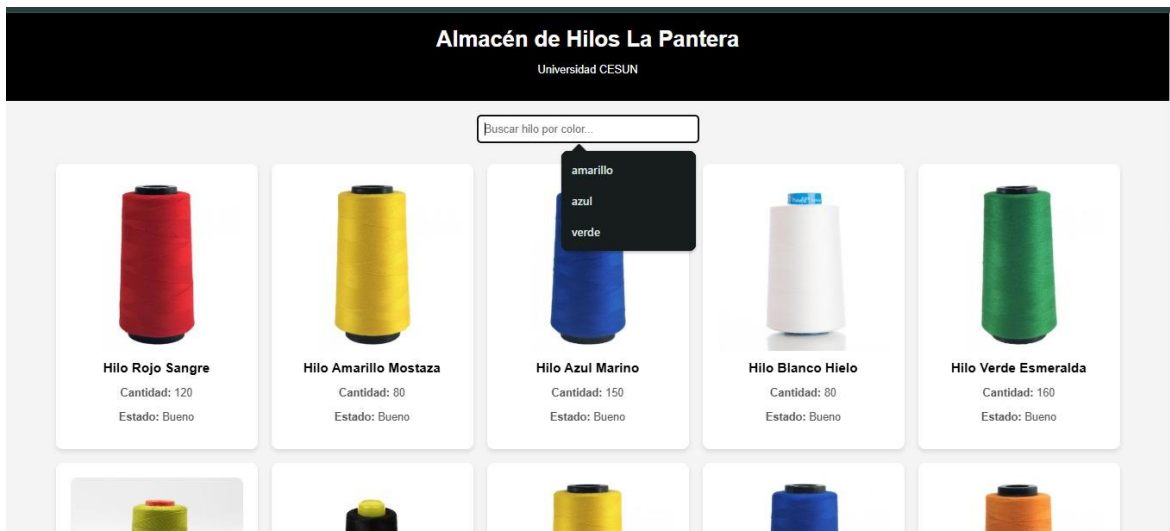 Almacén de Hilos La Pantera
Universidad CESUN
Buscar hilo por color...
amarillo
azul
verde
Hilo Rojo Sangre
Cantidad: 120
Estado: Bueno
Hilo Amarillo Mostaza
Cantidad: 80
Estado: Bueno
Hilo Azul Marino
Cantidad: 150
Estado: Bueno
Hilo Blanco Hielo
Cantidad: 80
Estado: Bueno
Hilo Verde Esmeralda
Cantidad: 160
Estado: Bueno